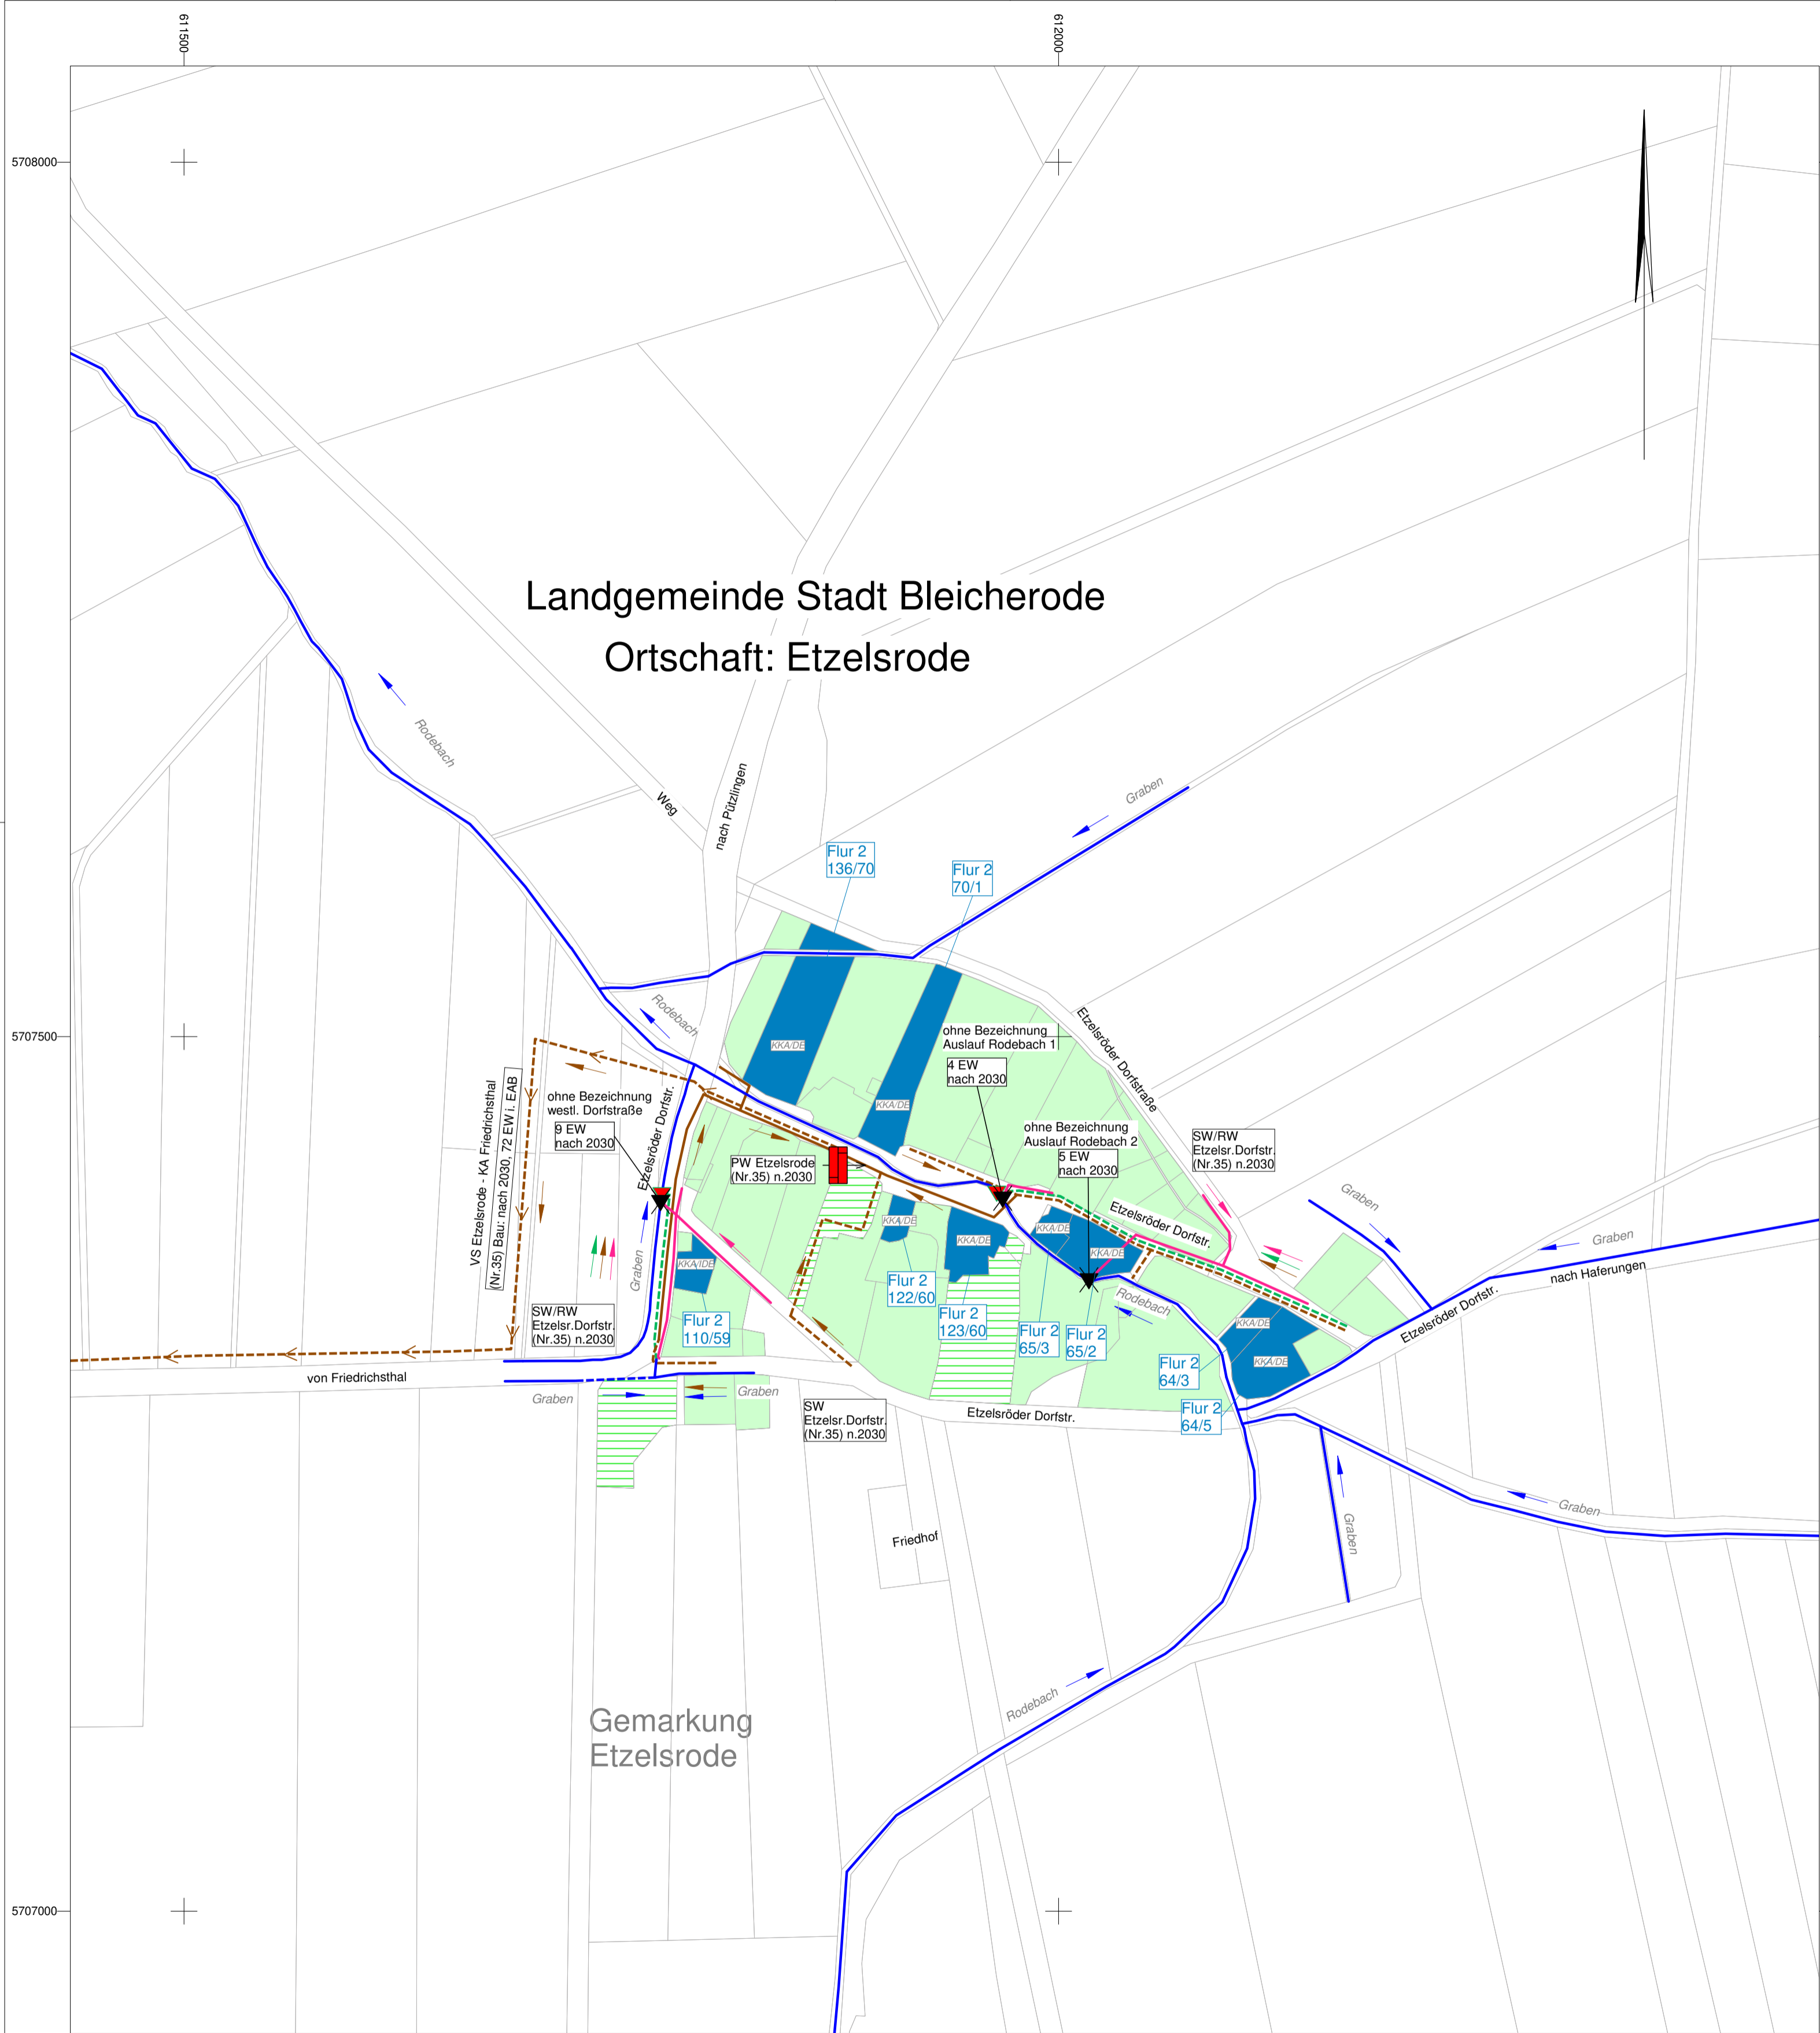 611500
612000
5708000
Landgemeinde Stadt Bleicherode
Ortschaft: Etzelsrode
Rodebach
Weg
nach Pützlingen
Graben
Flur 2
136/70
Flur 2
70/1
5707500
Rodebach
KKA/DE
ohne Bezeichnung
Auslauf Rodebach 1
4 EW
nach 2030
Etzelsröder Dorfstraße
VS Etzelsrode - KA Friedrichsthal
(Nr.35) Bau: nach 2030, 72 EW i. EAB
ohne Bezeichnung
westl. Dorfstraße
9 EW
nach 2030
Etzelsröder Dorfstr.
KKA/DE
ohne Bezeichnung
Auslauf Rodebach 2
5 EW
nach 2030
SW/RW
Etzelsr.Dorfstr.
(Nr.35) n.2030
PW Etzelsrode
(Nr.35) n.2030
Graben
Graben
nach Haferungen
Etzelsröder Dorfstr.
Etzelsröder Dorfstr.
KKA/DE
KKA/DE
KKA/DE
KKA/DE
KKA/IDE
Graben
Flur 2
122/60
Flur 2
123/60
Flur 2
65/3
Flur 2
65/2
Rodebach
KKA/DE
KKA/DE
SW/RW
Etzelsr.Dorfstr.
(Nr.35) n.2030
Flur 2
110/59
Flur 2
64/3
Flur 2
64/5
von Friedrichsthal
Graben
Graben
SW
Etzelsr.Dorfstr.
(Nr.35) n.2030
Etzelsröder Dorfstr.
Graben
Graben
Friedhof
Rodebach
Gemarkung
Etzelsrode
5707000